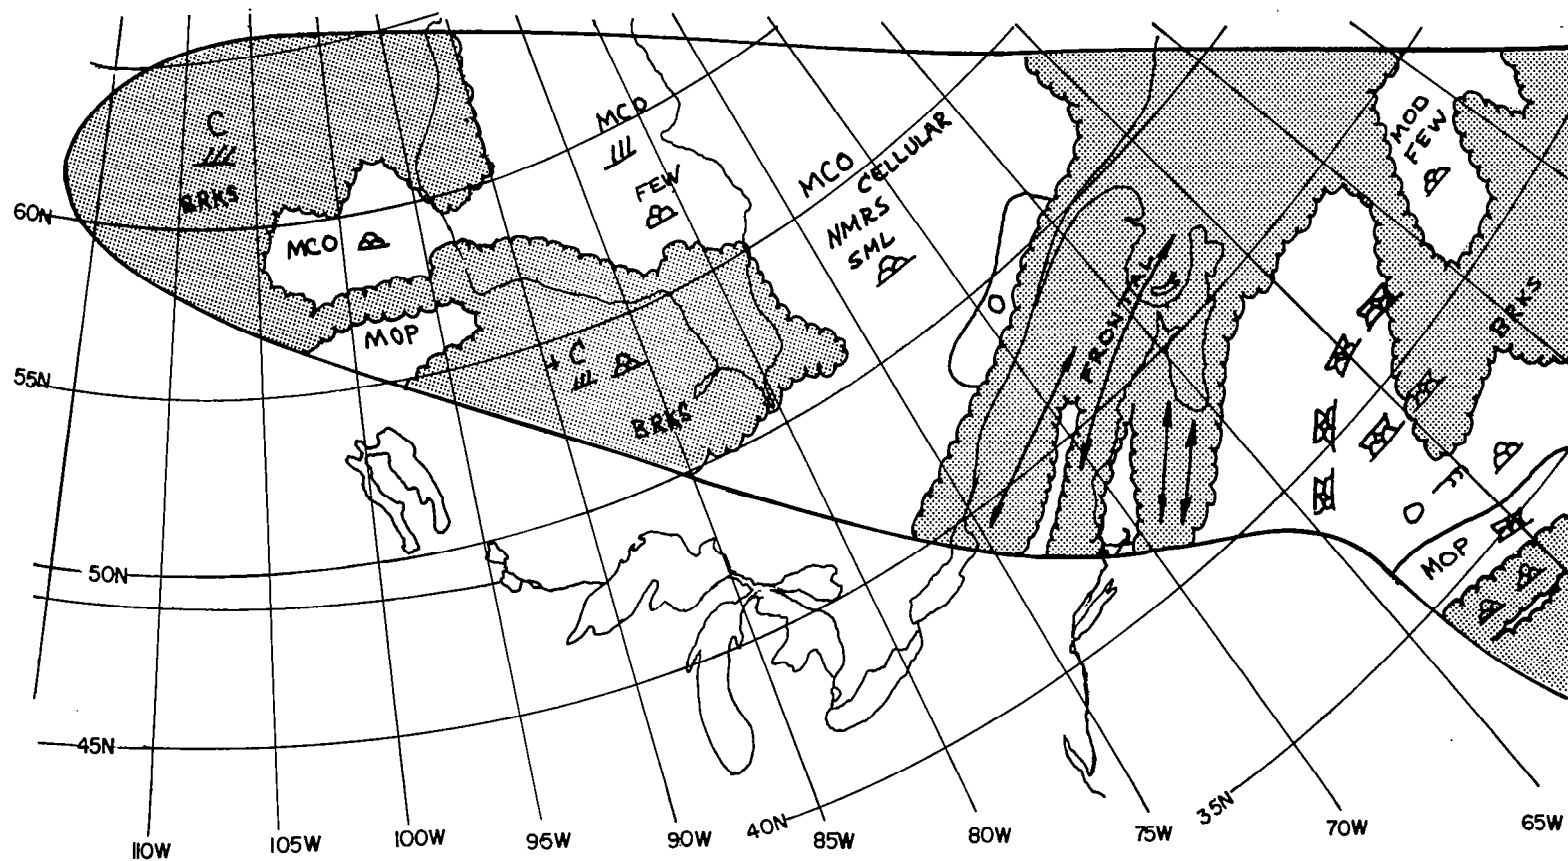 C
BRKS
60N
MCO
MOP
55N
MCO
FEW
MCO
CELLULAR
NMRS
SML
+C
BRKS
FRONTAL
MOD
FEW
BRKS
MOP
50N
45N
40N
35N
110W
105W
100W
95W
90W
85W
80W
75W
70W
65W